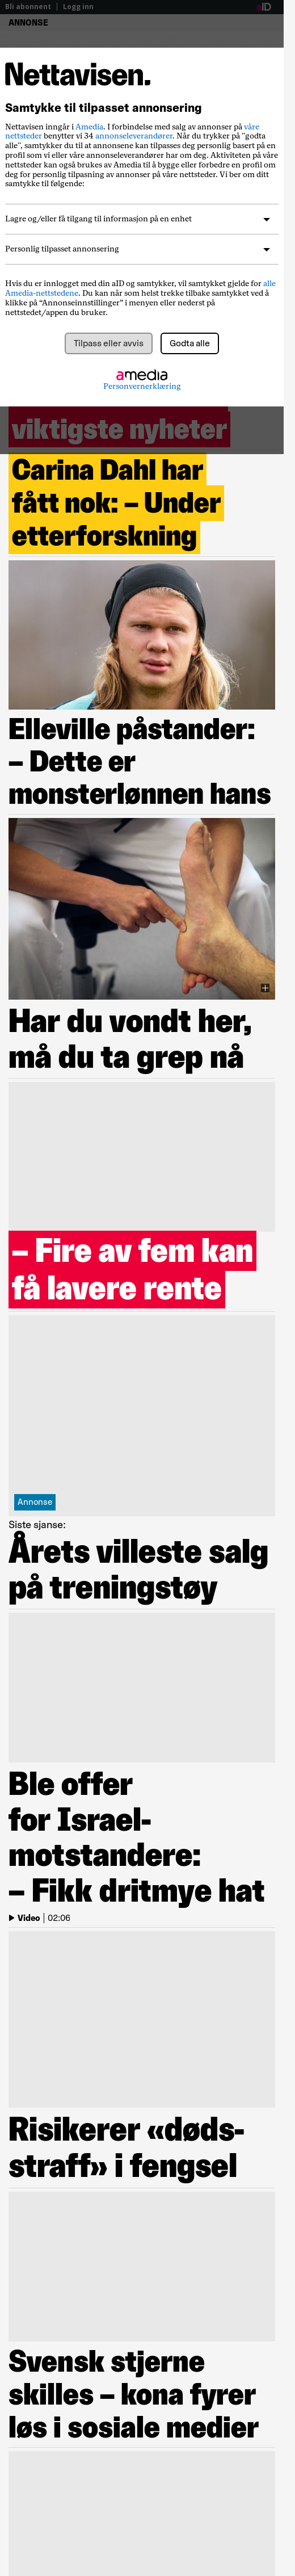 Bli abonnent | Logg inn
aID
ANNONSE
Nettavisen.
Samtykke til tilpasset annonsering
Nettavisen inngår i Amedia. I forbindelse med salg av annonser på våre
nettsteder benytter vi 34 annonseleverandører. Når du trykker på "godta
alle", samtykker du til at annonsene kan tilpasses deg personlig basert på en
profil som vi eller våre annonseleverandører har om deg. Aktiviteten på våre
nettsteder kan også brukes av Amedia til å bygge eller forbedre en profil om
deg for personlig tilpasning av annonser på våre nettsteder. Vi ber om ditt
samtykke til følgende:
Lagre og/eller få tilgang til informasjon på en enhet
Personlig tilpasset annonsering
Hvis du er innlogget med din aID og samtykker, vil samtykket gjelde for alle
Amedia-nettstedene. Du kan når som helst trekke tilbake samtykket ved å
klikke på “Annonseinnstillinger” i menyen eller nederst på
nettstedet/appen du bruker.
Tilpass eller avvis
Godta alle
amedia
Personvernerklæring
viktigste nyheter
Carina Dahl har
fått nok: – Under
etterforskning
Elleville påstander:
– Dette er
monsterlønnen hans
Har du vondt her,
må du ta grep nå
– Fire av fem kan
få lavere rente
Annonse
Siste sjanse:
Årets villeste salg
på treningstøy
Ble offer
for Israel-
motstandere:
– Fikk dritmye hat
Video | 02:06
Risikerer «døds-
straff» i fengsel
Svensk stjerne
skilles – kona fyrer
løs i sosiale medier